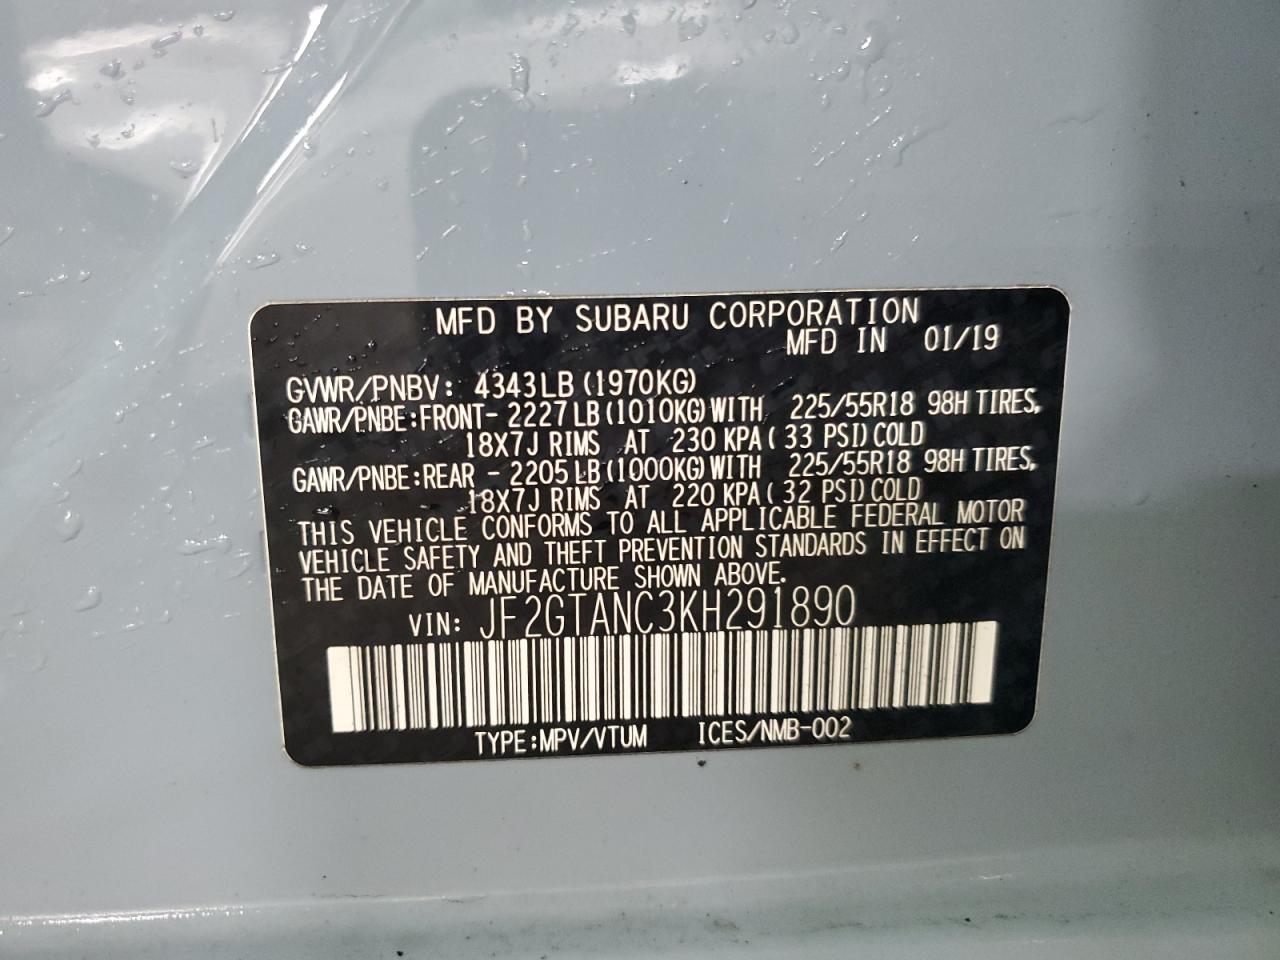 MFD BY SUBARU CORPORATION
MFD IN 01/19
GVWR/PNBV: 4343LB (1970KG)
GAWR/PNBE:FRONT- 2227LB(1010KG)WITH 225/55R18 98H TIRES,
18X7J RIMS AT 230 KPA( 33 PSI)COLD
GAWR/PNBE:REAR - 2205LB(1000KG)WITH 225/55R18 98H TIRES,
18X7J RIMS AT 220 KPA( 32 PSI)COLD
THIS VEHICLE CONFORMS TO ALL APPLICABLE FEDERAL MOTOR
VEHICLE SAFETY AND THEFT PREVENTION STANDARDS IN EFFECT ON
THE DATE OF MANUFACTURE SHOWN ABOVE.
VIN: JF2GTANC3KH291890
TYPE:MPV/VTUM ICES/NMB-002